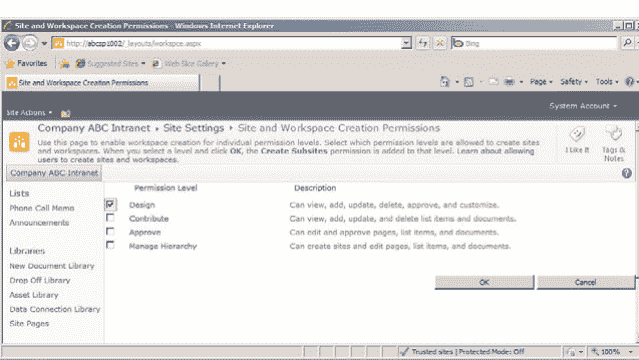 Site and Workspace Creation Permissions - Windows Internet Explorer
http://abcsp1002/_layouts/workspce.aspx
Bing
Favorites Suggested Sites Web Slice Gallery
Site and Workspace Creation Permissions
Page Safety Tools
Site Actions
System Account
Company ABC Intranet Site Settings Site and Workspace Creation Permissions
Use this page to enable workspace creation for individual permission levels. Select which permission levels are allowed to create sites
and workspaces. When you select a level and click OK, the Create Subsites permission is added to that level. Learn about allowing
users to create sites and workspaces.
I Like It
Tags &
Notes
Company ABC Intranet
Lists
Phone Call Memo
Announcements
Libraries
New Document Library
Drop Off Library
Asset Library
Data Connection Library
Site Pages
Permission Level Description
Design Can view, add, update, delete, approve, and customize.
Contribute Can view, add, update, and delete list items and documents.
Approve Can edit and approve pages, list items, and documents.
Manage Hierarchy Can create sites and edit pages, list items, and documents.
OK Cancel
Trusted sites | Protected Mode: Off
100%